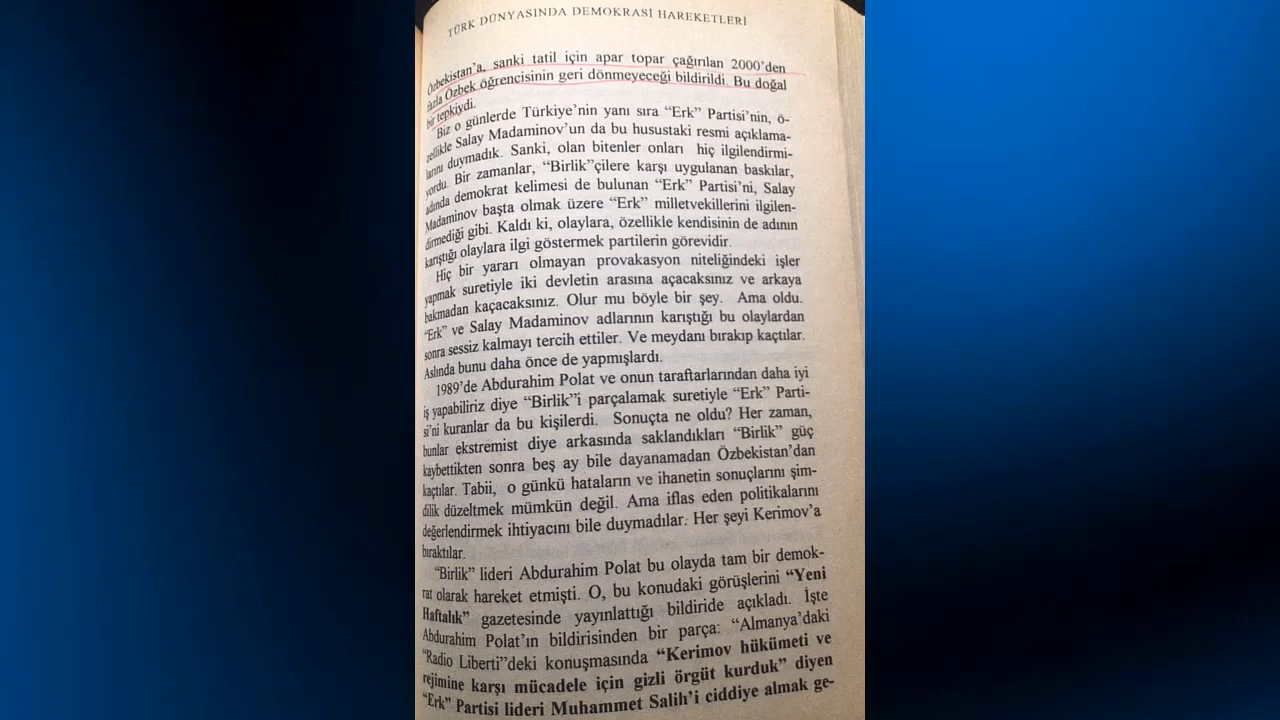 TÜRK DÜNYASINDA DEMOKRASİ HAREKETLERİ
Özbekistan'a, sanki tatil için apar topar çağırılan 2000'den
fazla Özbek öğrencisinin geri dönmeyeceği bildirildi. Bu doğal
bir tepkiydi.
Biz o günlerde Türkiye'nin yanı sıra “Erk” Partisi'nin, ö-
zellikle Salay Madaminov'un da bu husustaki resmi açıklama-
larını duymadık. Sanki, olan bitenler onları hiç ilgilendirmi-
yordu. Bir zamanlar, “Birlik”çilere karşı uygulanan baskılar,
adında demokrat kelimesi de bulunan “Erk” Partisi'ni, Salay
Madaminov başta olmak üzere “Erk” milletvekillerini ilgilen-
dirmediği gibi. Kaldı ki, olaylara, özellikle kendisinin de adının
karıştığı olaylara ilgi göstermek partilerin görevidir.
Hiç bir yararı olmayan provakasyon niteliğindeki işler
yapmak suretiyle iki devletin arasına açacaksınız ve arkaya
bakmadan kaçacaksınız. Olur mu böyle bir şey. Ama oldu.
“Erk” ve Salay Madaminov adlarının karıştığı bu olaylardan
sonra sessiz kalmayı tercih ettiler. Ve meydanı bırakıp kaçtılar.
Aslında bunu daha önce de yapmışlardı.
1989'de Abdurahim Polat ve onun taraftarlarından daha iyi
iş yapabiliriz diye “Birlik”i parçalamak suretiyle “Erk” Parti-
si'ni kuranlar da bu kişilerdi. Sonuçta ne oldu? Her zaman,
bunlar ekstremist diye arkasında saklandıkları “Birlik” güç
kaybettikten sonra beş ay bile dayanamadan Özbekistan'dan
kaçtılar. Tabii, o günkü hataların ve ihanetin sonuçlarını şim-
dilik düzeltmek mümkün değil. Ama iflas eden politikalarını
değerlendirmek ihtiyacını bile duymadılar. Her şeyi Kerimov'a
bıraktılar.
“Birlik” lideri Abdurahim Polat bu olayda tam bir demok-
rat olarak hareket etmişti. O, bu konudaki görüşlerini “Yeni
Haftalık” gazetesinde yayınlattığı bildiride açıkladı. İşte
Abdurahim Polat'ın bildirisinden bir parça: “Almanya'daki
“Radio Liberti”deki konuşmasında “Kerimov hükümeti ve
rejimine karşı mücadele için gizli örgüt kurduk” diyen
“Erk” Partisi lideri Muhammet Salih'i ciddiye almak ge-